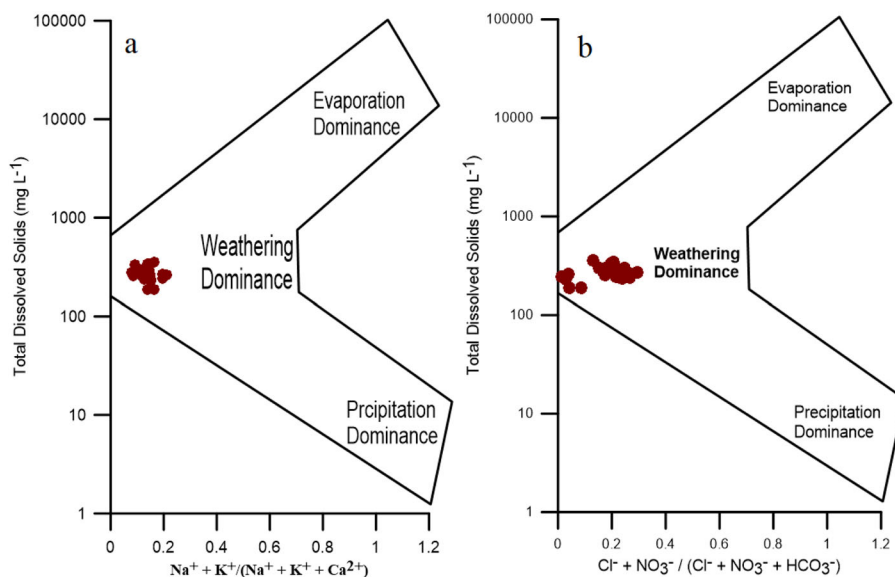 a
Total Dissolved Solids (mg L⁻¹)
100000
10000
1000
100
10
1
Evaporation
Dominance
Weathering
Dominance
Prcipitation
Dominance
0
0.2
0.4
0.6
0.8
1
1.2
Na⁺ + K⁺/(Na⁺ + K⁺ + Ca²⁺)
b
Total Dissolved Solids (mg L⁻¹)
100000
10000
1000
100
10
1
Evaporation
Dominance
Weathering
Dominance
Precipitation
Dominance
0
0.2
0.4
0.6
0.8
1
1.2
Cl⁻ + NO₃⁻ / (Cl⁻ + NO₃⁻ + HCO₃⁻)